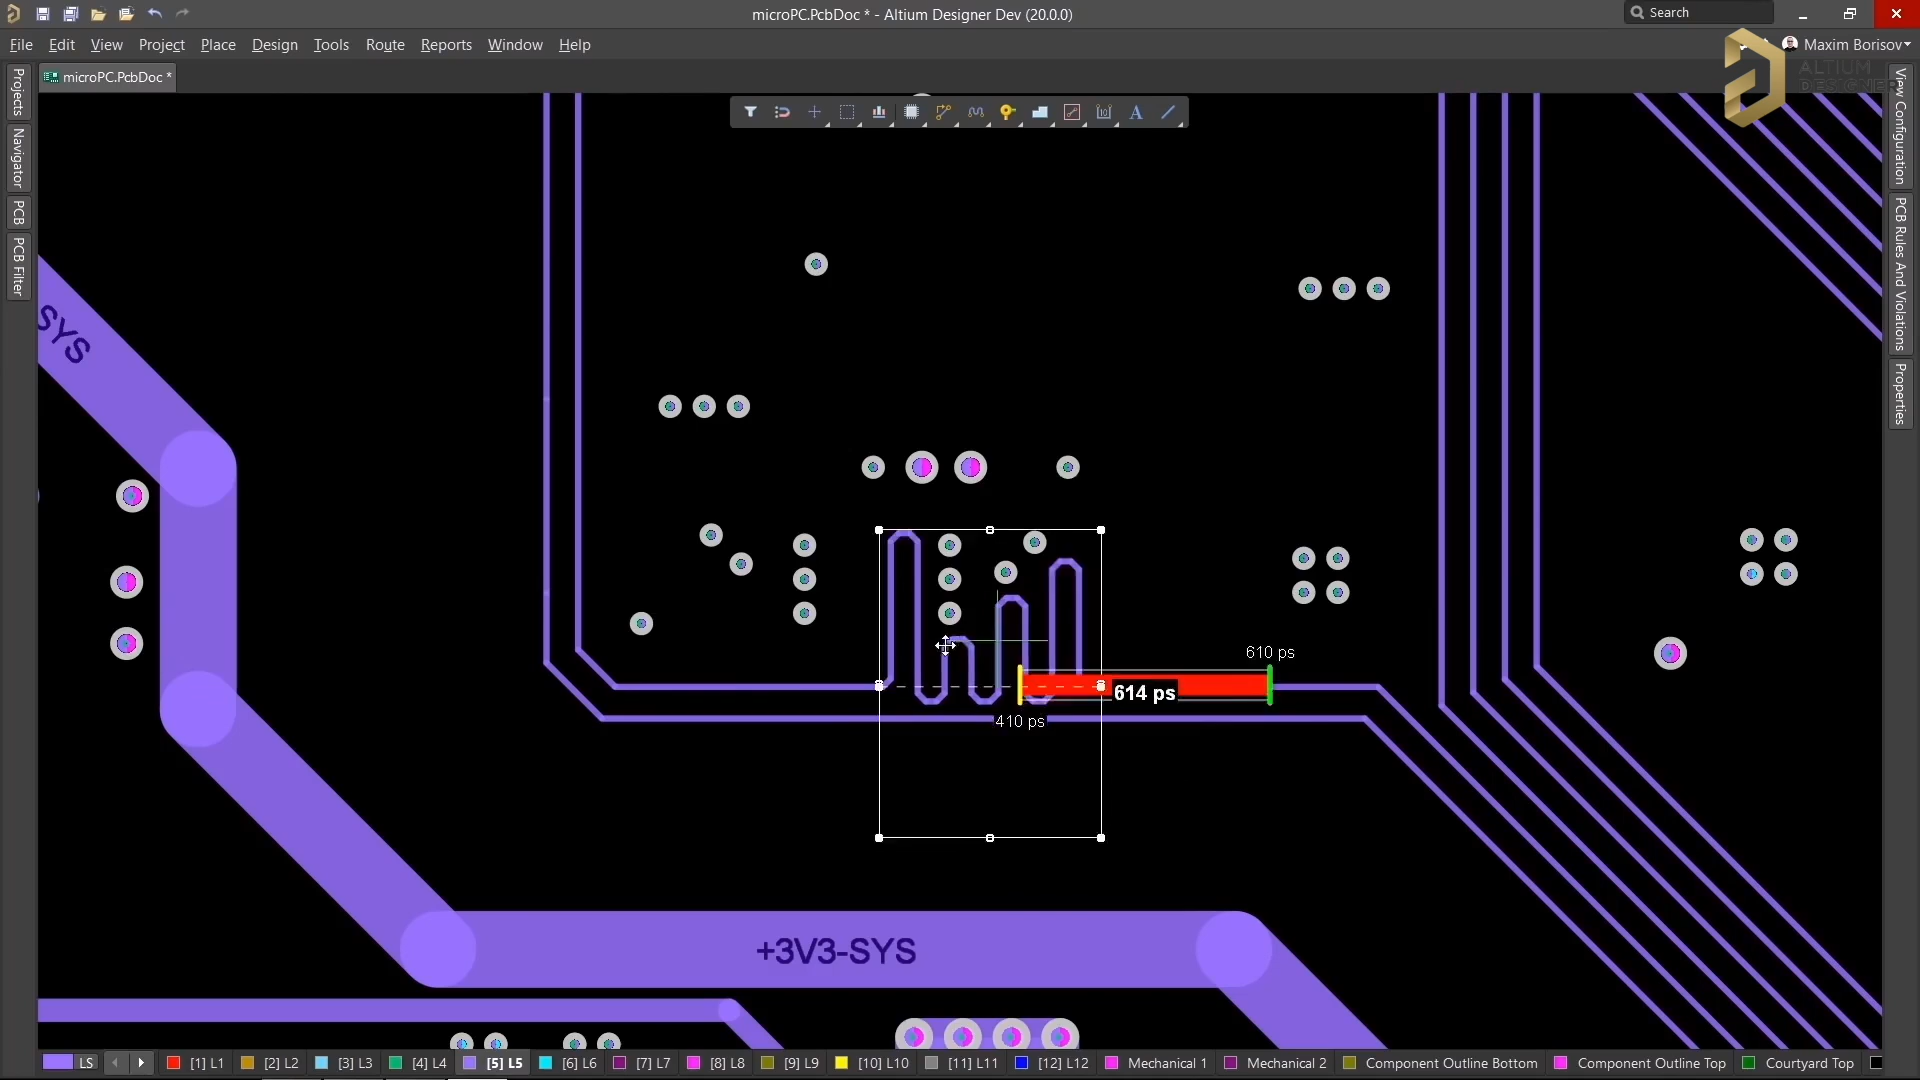 microPC.PcbDoc * - Altium Designer Dev (20.0.0)
Search
File Edit View Project Place Design Tools Route Reports Window Help
Maxim Borisov
ALTIUM
DESIGNER
microPC.PcbDoc *
Projects
Navigator
PCB
PCB Filter
View Configuration
PCB Rules And Violations
Properties
SYS
610 ps
614 ps
410 ps
+3V3-SYS
LS [1] L1 [2] L2 [3] L3 [4] L4 [5] L5 [6] L6 [7] L7 [8] L8 [9] L9 [10] L10 [11] L11 [12] L12 Mechanical 1 Mechanical 2 Component Outline Bottom Component Outline Top Courtyard Top